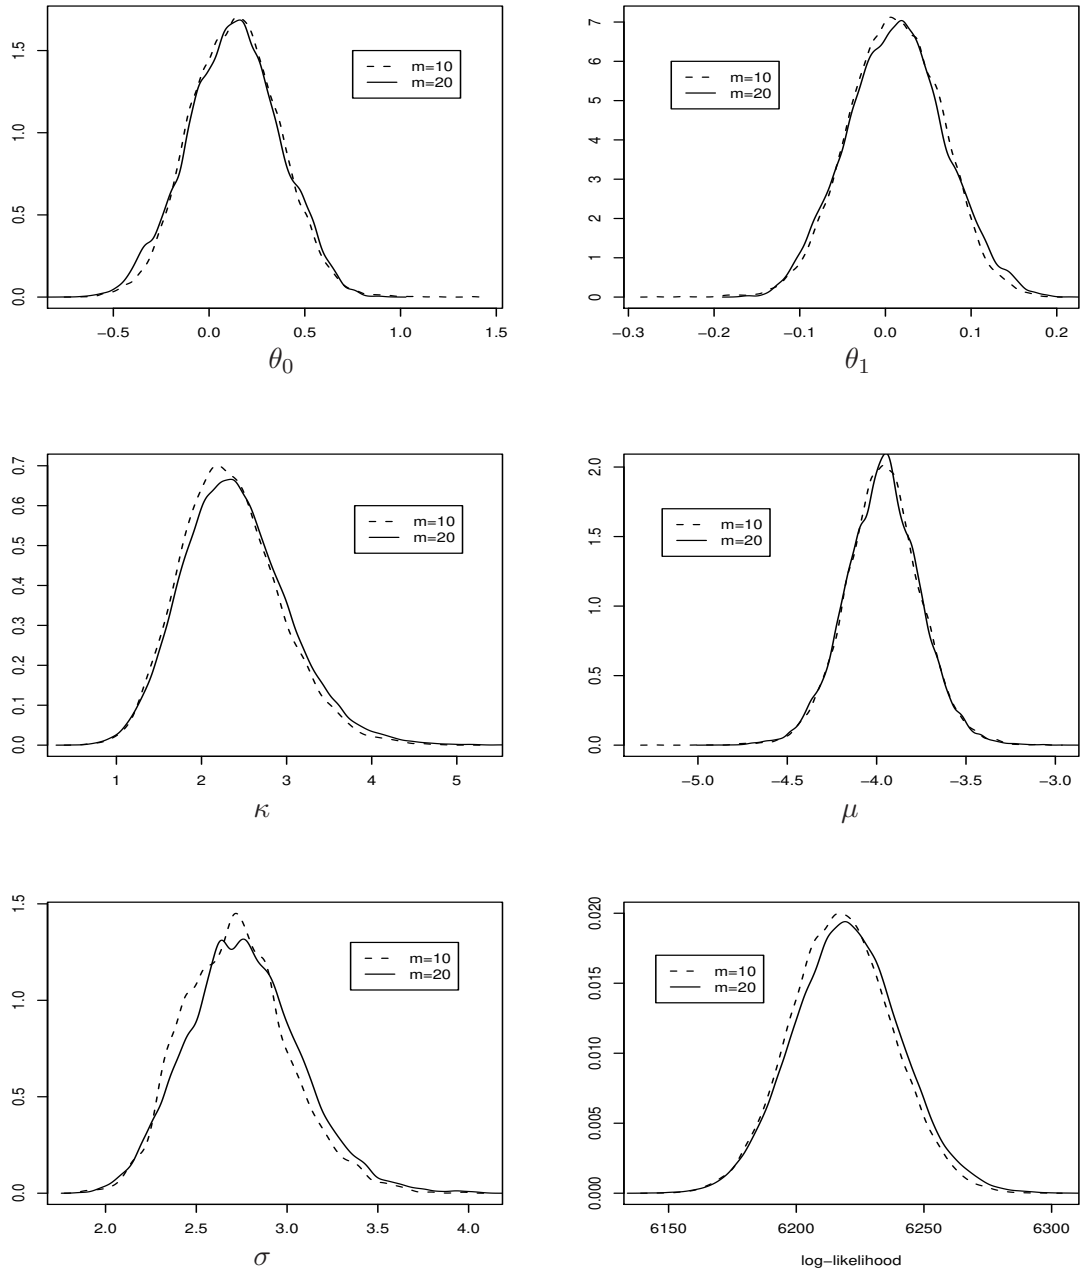 0.0 0.5 1.0 1.5
m=10
m=20
−0.5 0.0 0.5 1.0 1.5
θ0
0 1 2 3 4 5 6 7
m=10
m=20
−0.3 −0.2 −0.1 0.0 0.1 0.2
θ1
0.0 0.1 0.2 0.3 0.4 0.5 0.6 0.7
m=10
m=20
1 2 3 4 5
κ
0.0 0.5 1.0 1.5 2.0
m=10
m=20
−5.0 −4.5 −4.0 −3.5 −3.0
μ
0.0 0.5 1.0 1.5
m=10
m=20
2.0 2.5 3.0 3.5 4.0
σ
0.000 0.005 0.010 0.015 0.020
m=10
m=20
6150 6200 6250 6300
log−likelihood